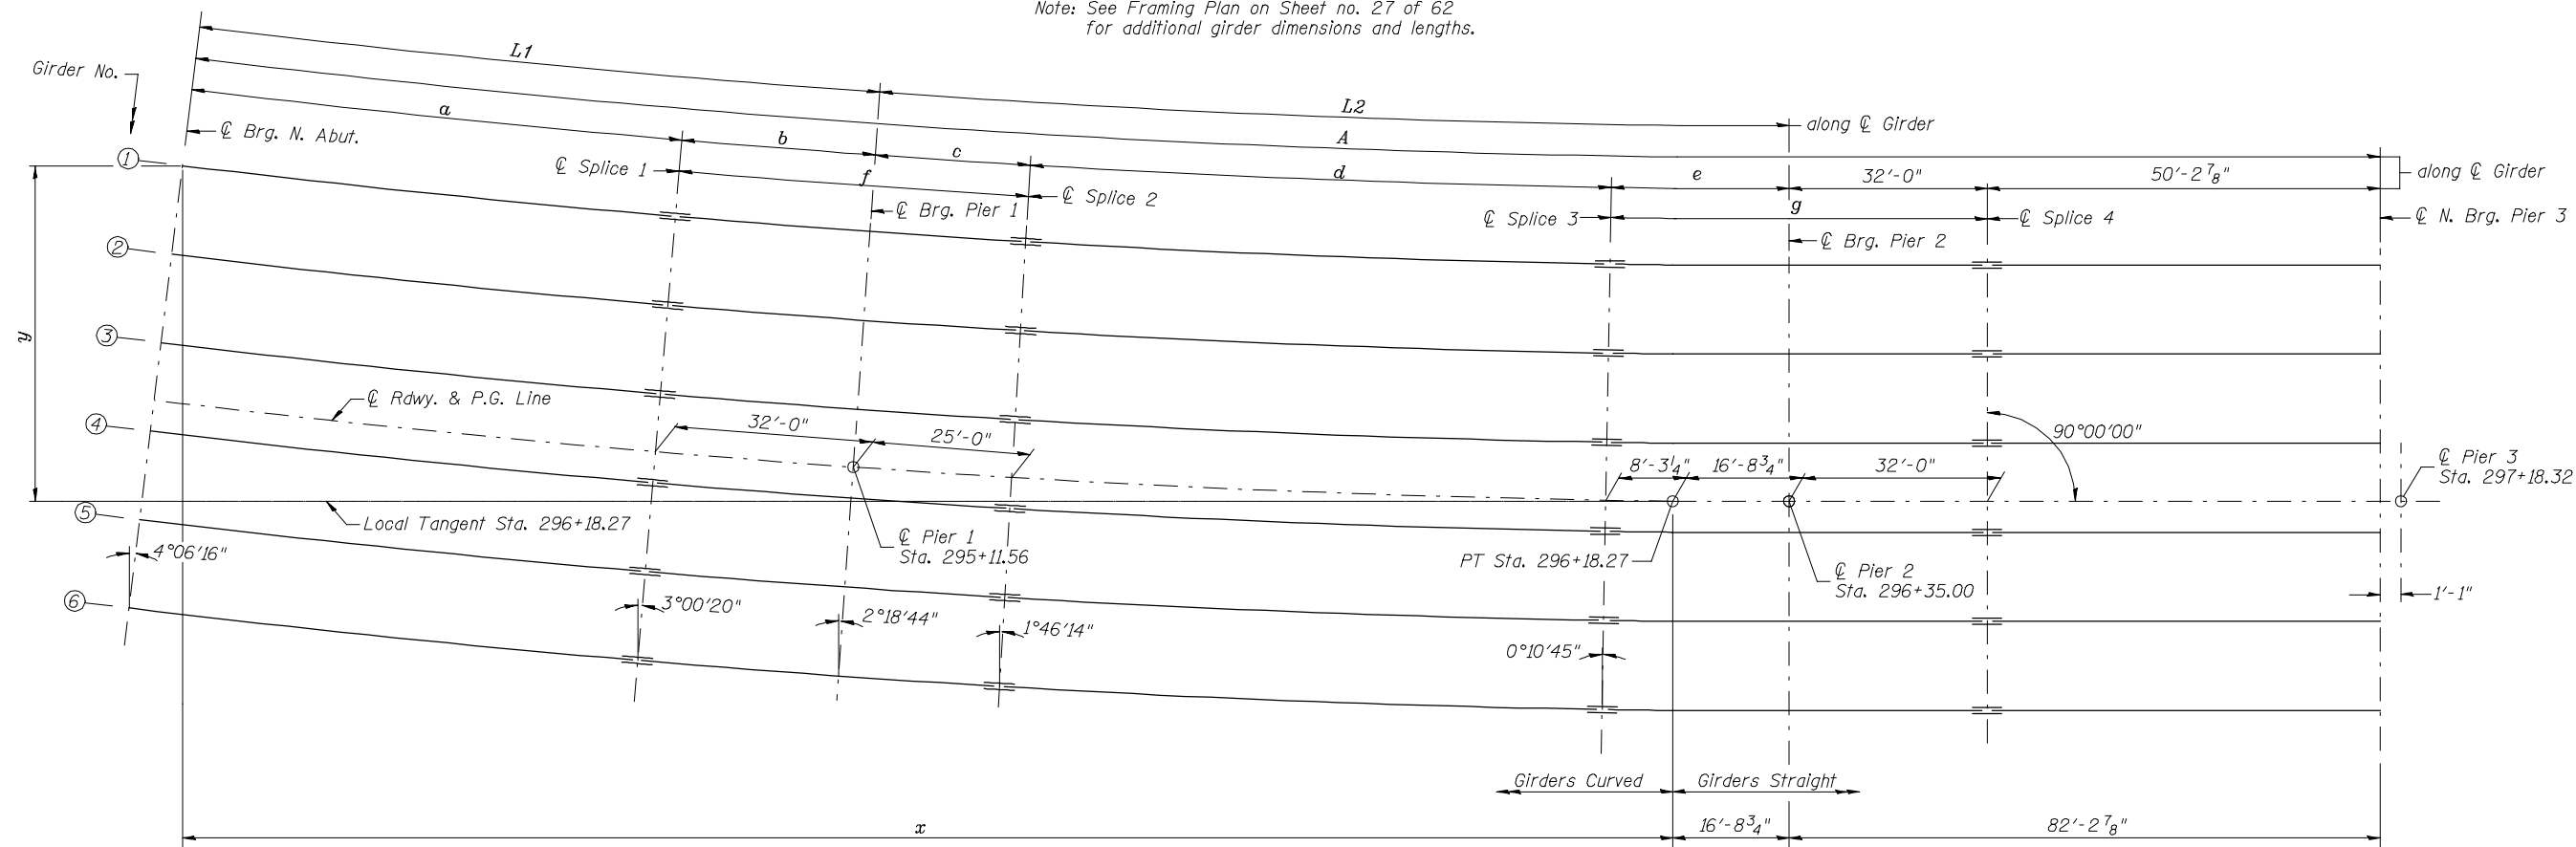 Note: See Framing Plan on Sheet no. 27 of 62
for additional girder dimensions and lengths.
L1
Girder No.
L2
a
℄ Brg. N. Abut.
b
A
along ℄ Girder
1
℄ Splice 1
c
f
℄ Splice 2
d
e
32'-0"
50'-2 7/8"
along ℄ Girder
℄ Brg. Pier 1
℄ Splice 3
g
℄ Splice 4
℄ N. Brg. Pier 3
℄ Brg. Pier 2
2
3
y
℄ Rdwy. & P.G. Line
4
32'-0"
25'-0"
90°00'00"
8'-3 1/4"
16'-8 3/4"
32'-0"
℄ Pier 3
Sta. 297+18.32
5
Local Tangent Sta. 296+18.27
℄ Pier 1
Sta. 295+11.56
4°06'16"
PT Sta. 296+18.27
℄ Pier 2
Sta. 296+35.00
1'-1"
6
3°00'20"
2°18'44"
1°46'14"
0°10'45"
Girders Curved
Girders Straight
x
16'-8 3/4"
82'-2 7/8"